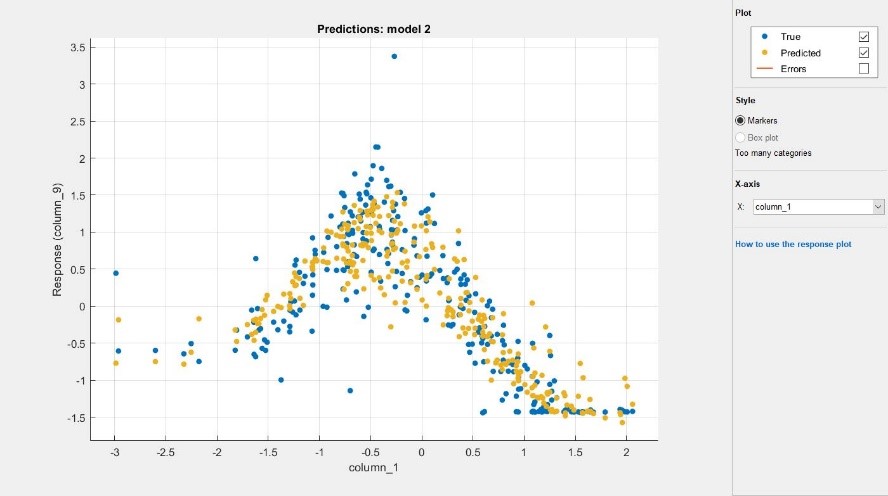 Predictions: model 2
3.5
3
2.5
2
1.5
1
0.5
0
-0.5
-1
-1.5
Response (column_9)
-3
-2.5
-2
-1.5
-1
-0.5
0
0.5
1
1.5
2
column_1
Plot
True
Predicted
Errors
Style
Markers
Box plot
Too many categories
X-axis
X: column_1
How to use the response plot